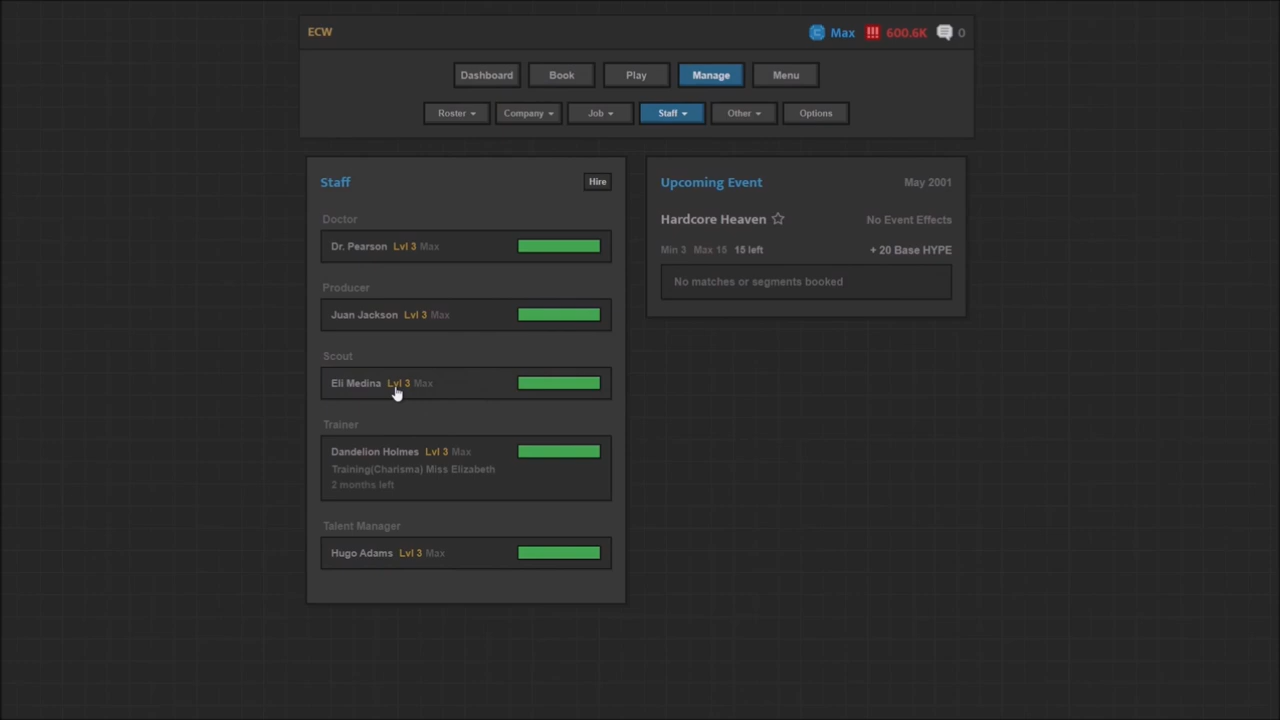 ECW
Max 600.6K 0
Dashboard Book Play Manage Menu
Roster Company Job Staff Other Options
Staff Hire
Doctor
Dr. Pearson Lvl 3 Max
Producer
Juan Jackson Lvl 3 Max
Scout
Eli Medina Lvl 3 Max
Trainer
Dandelion Holmes Lvl 3 Max
Training(Charisma) Miss Elizabeth
2 months left
Talent Manager
Hugo Adams Lvl 3 Max
Upcoming Event May 2001
Hardcore Heaven No Event Effects
Min 3 Max 15 15 left + 20 Base HYPE
No matches or segments booked